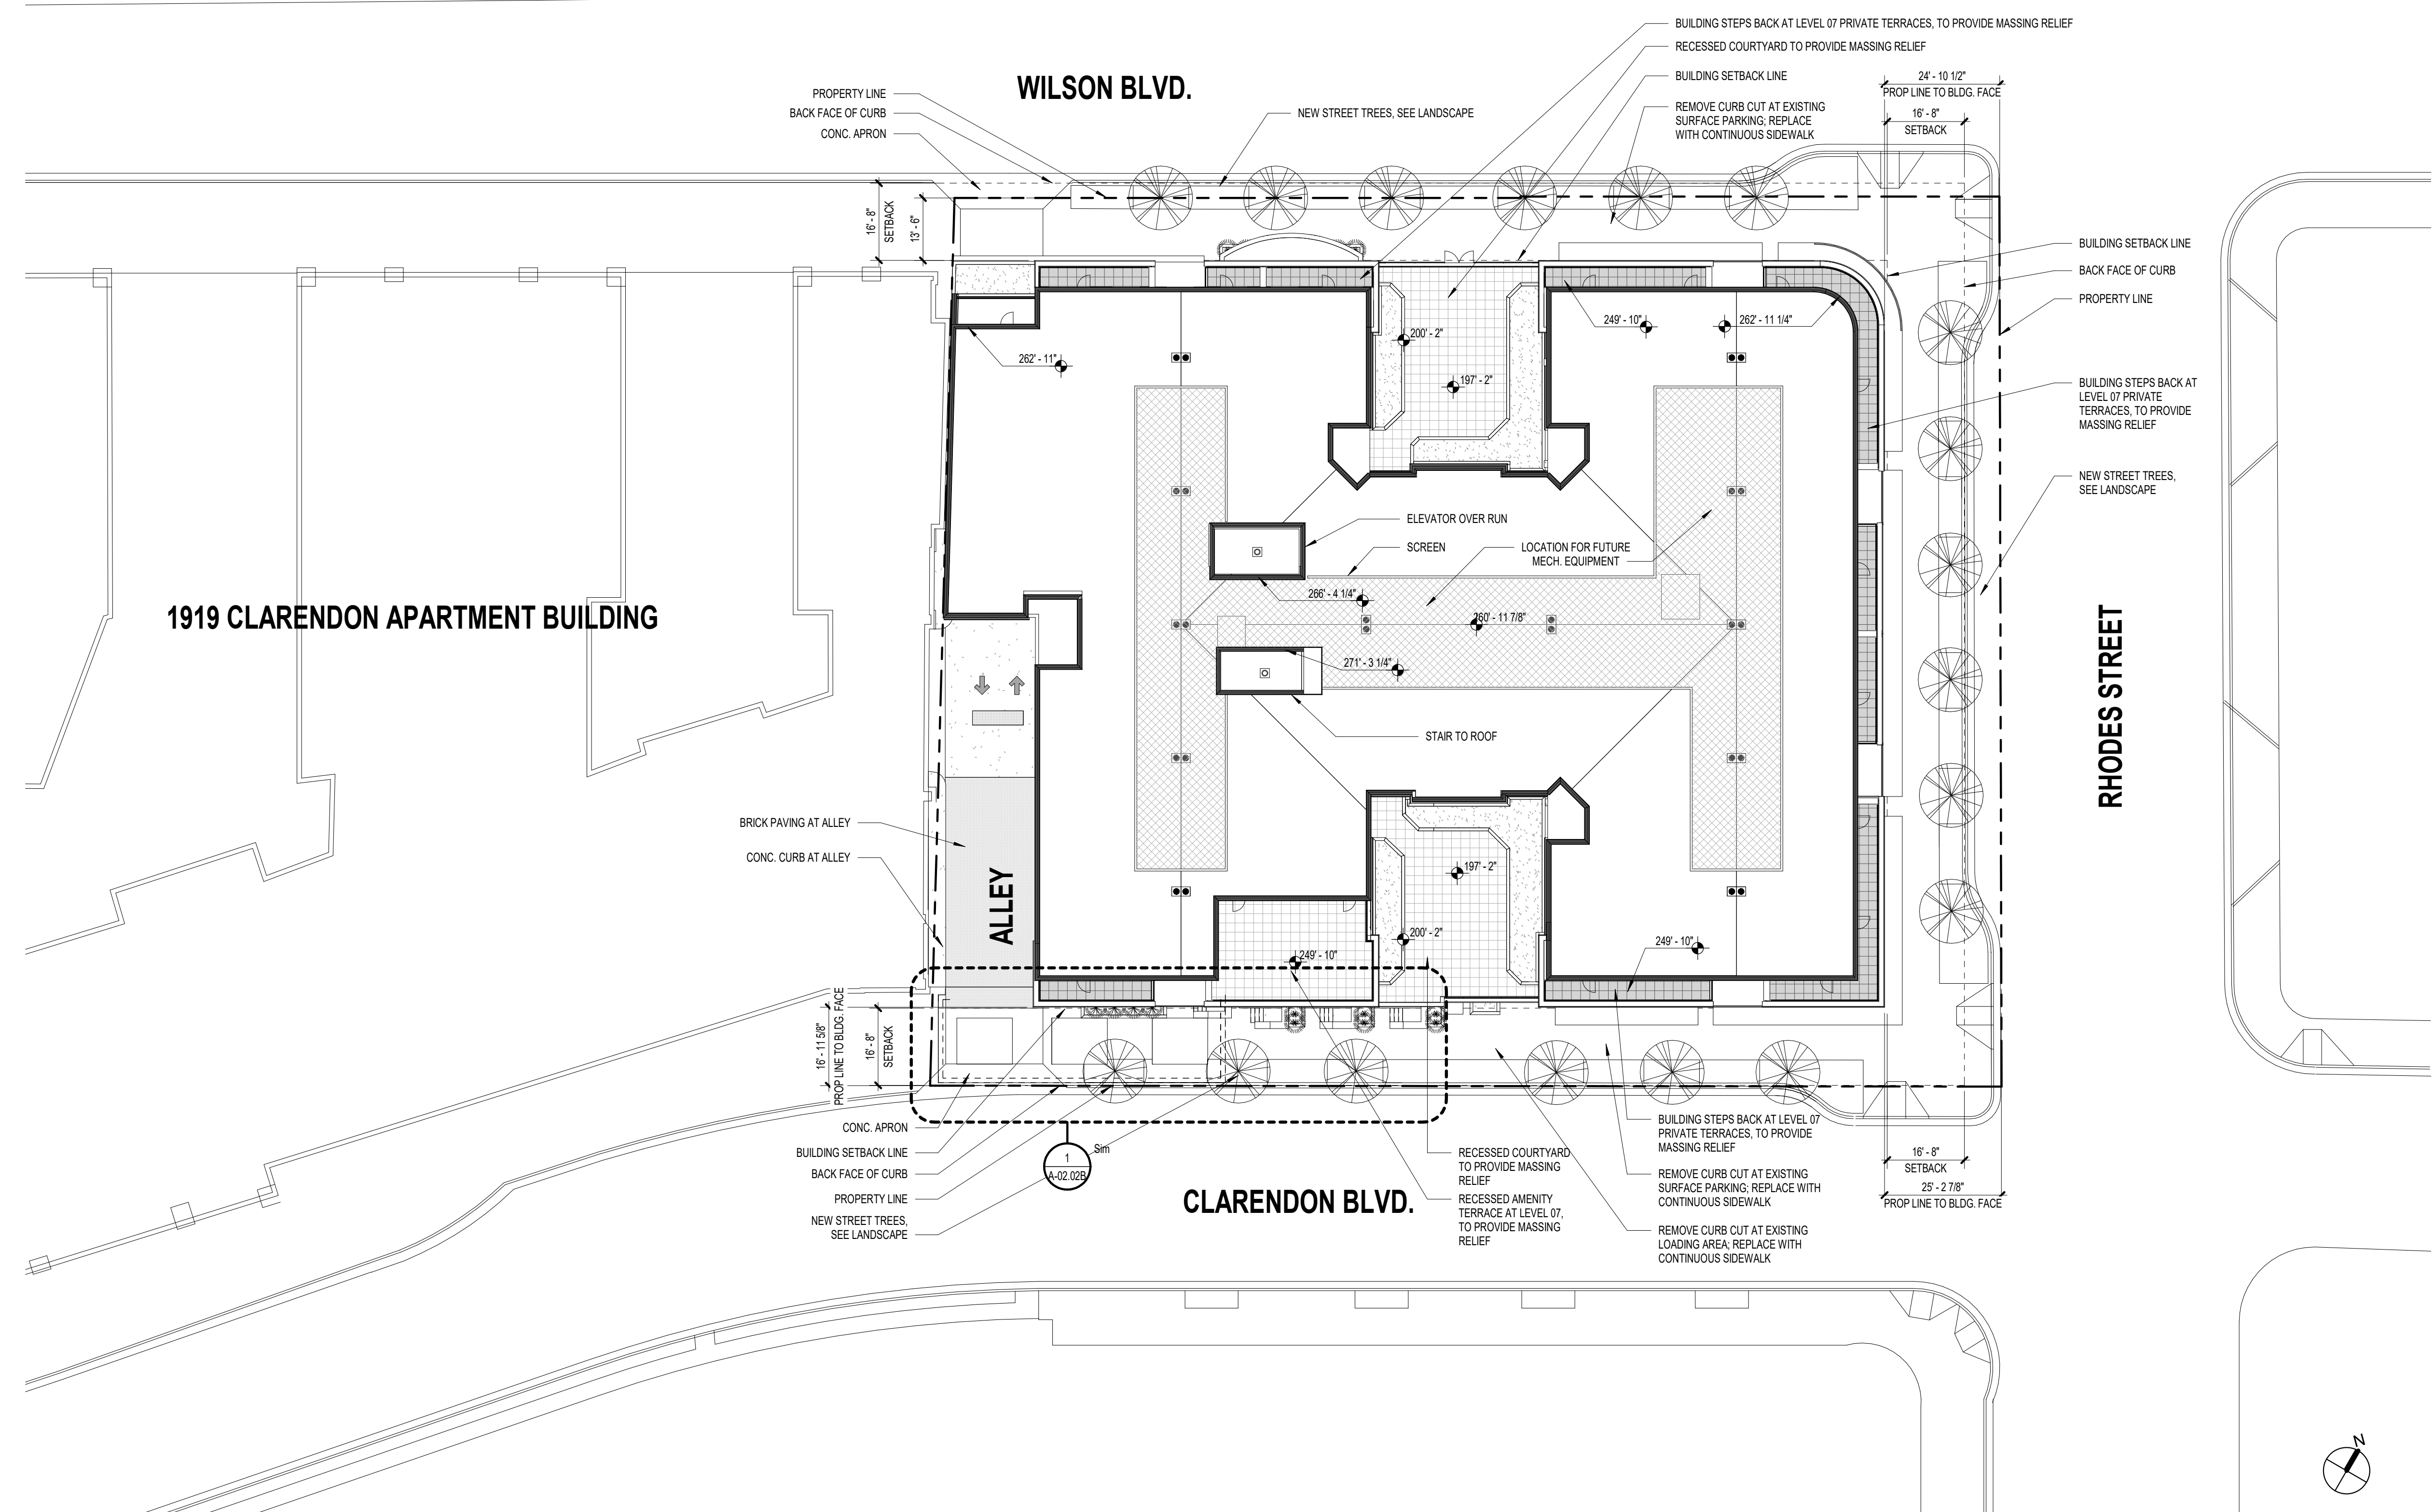 BUILDING STEPS BACK AT LEVEL 07 PRIVATE TERRACES, TO PROVIDE MASSING RELIEF
RECESSED COURTYARD TO PROVIDE MASSING RELIEF
BUILDING SETBACK LINE
REMOVE CURB CUT AT EXISTING
SURFACE PARKING; REPLACE
WITH CONTINUOUS SIDEWALK
24' - 10 1/2"
PROP LINE TO BLDG. FACE
16' - 8"
SETBACK
WILSON BLVD.
PROPERTY LINE
BACK FACE OF CURB
CONC. APRON
NEW STREET TREES, SEE LANDSCAPE
16' - 8"
SETBACK
13' - 6"
BUILDING SETBACK LINE
BACK FACE OF CURB
PROPERTY LINE
BUILDING STEPS BACK AT
LEVEL 07 PRIVATE
TERRACES, TO PROVIDE
MASSING RELIEF
NEW STREET TREES,
SEE LANDSCAPE
262' - 11"
200' - 2"
197' - 2"
249' - 10"
262' - 11 1/4"
ELEVATOR OVER RUN
SCREEN
LOCATION FOR FUTURE
MECH. EQUIPMENT
266' - 4 1/4"
260' - 11 7/8"
271' - 3 1/4"
STAIR TO ROOF
1919 CLARENDON APARTMENT BUILDING
RHODES STREET
BRICK PAVING AT ALLEY
CONC. CURB AT ALLEY
ALLEY
197' - 2"
200' - 2"
249' - 10"
249' - 10"
16' - 11 5/8"
PROP LINE TO BLDG. FACE
16' - 8"
SETBACK
CONC. APRON
BUILDING SETBACK LINE
BACK FACE OF CURB
PROPERTY LINE
NEW STREET TREES,
SEE LANDSCAPE
1
A-02.02B
Sim
CLARENDON BLVD.
RECESSED COURTYARD
TO PROVIDE MASSING
RELIEF
RECESSED AMENITY
TERRACE AT LEVEL 07,
TO PROVIDE MASSING
RELIEF
BUILDING STEPS BACK AT LEVEL 07
PRIVATE TERRACES, TO PROVIDE
MASSING RELIEF
REMOVE CURB CUT AT EXISTING
SURFACE PARKING; REPLACE WITH
CONTINUOUS SIDEWALK
REMOVE CURB CUT AT EXISTING
LOADING AREA; REPLACE WITH
CONTINUOUS SIDEWALK
16' - 8"
SETBACK
25' - 2 7/8"
PROP LINE TO BLDG. FACE
N